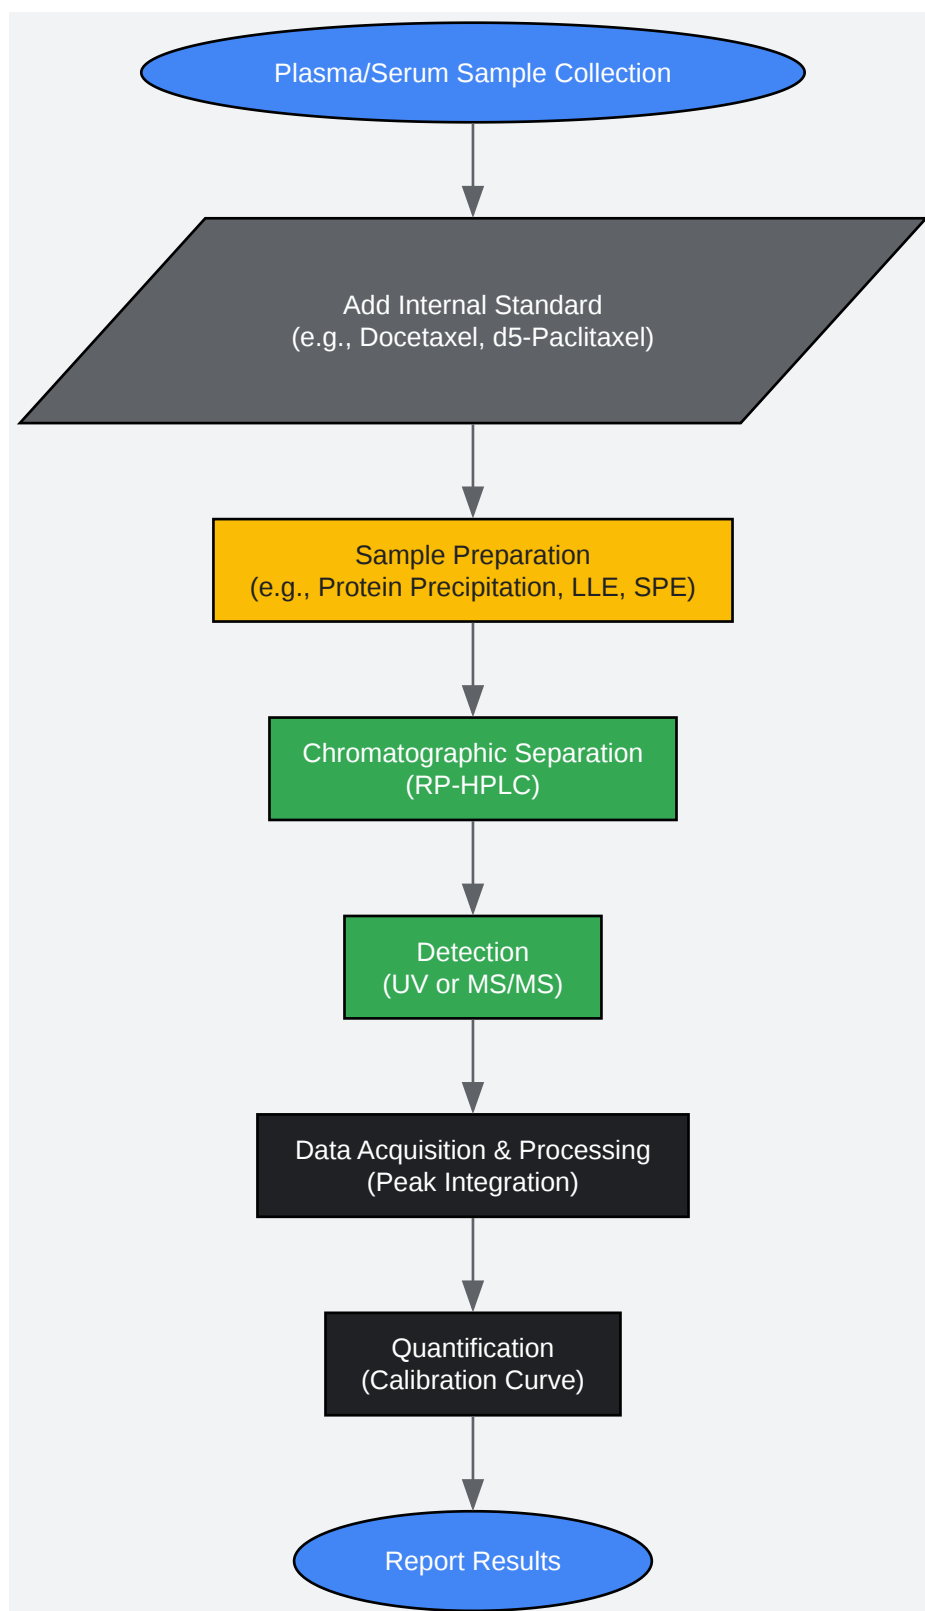 Plasma/Serum Sample Collection
Add Internal Standard
(e.g., Docetaxel, d5-Paclitaxel)
Sample Preparation
(e.g., Protein Precipitation, LLE, SPE)
Chromatographic Separation
(RP-HPLC)
Detection
(UV or MS/MS)
Data Acquisition & Processing
(Peak Integration)
Quantification
(Calibration Curve)
Report Results